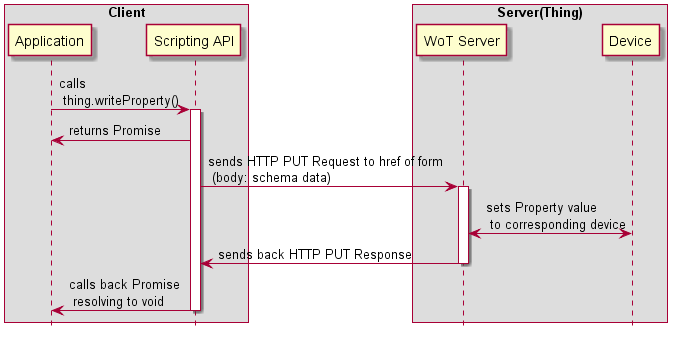 Client
Server(Thing)
Application
Scripting API
WoT Server
Device
calls
thing.writeProperty()
returns Promise
sends HTTP PUT Request to href of form
(body: schema data)
sets Property value
to corresponding device
sends back HTTP PUT Response
calls back Promise
resolving to void